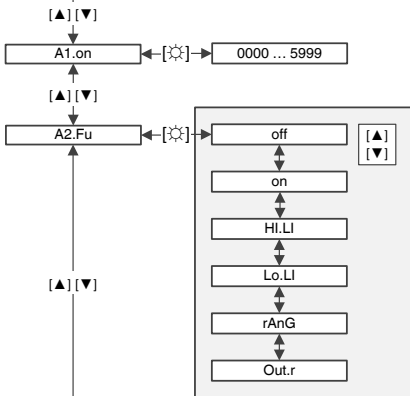 [▲] [▼]
A1.on [☼] 0000 ... 5999
[▲] [▼]
A2.Fu [☼] off [▲]
[▼]
on
HI.LI
Lo.LI
[▲] [▼]
rAnG
Out.r